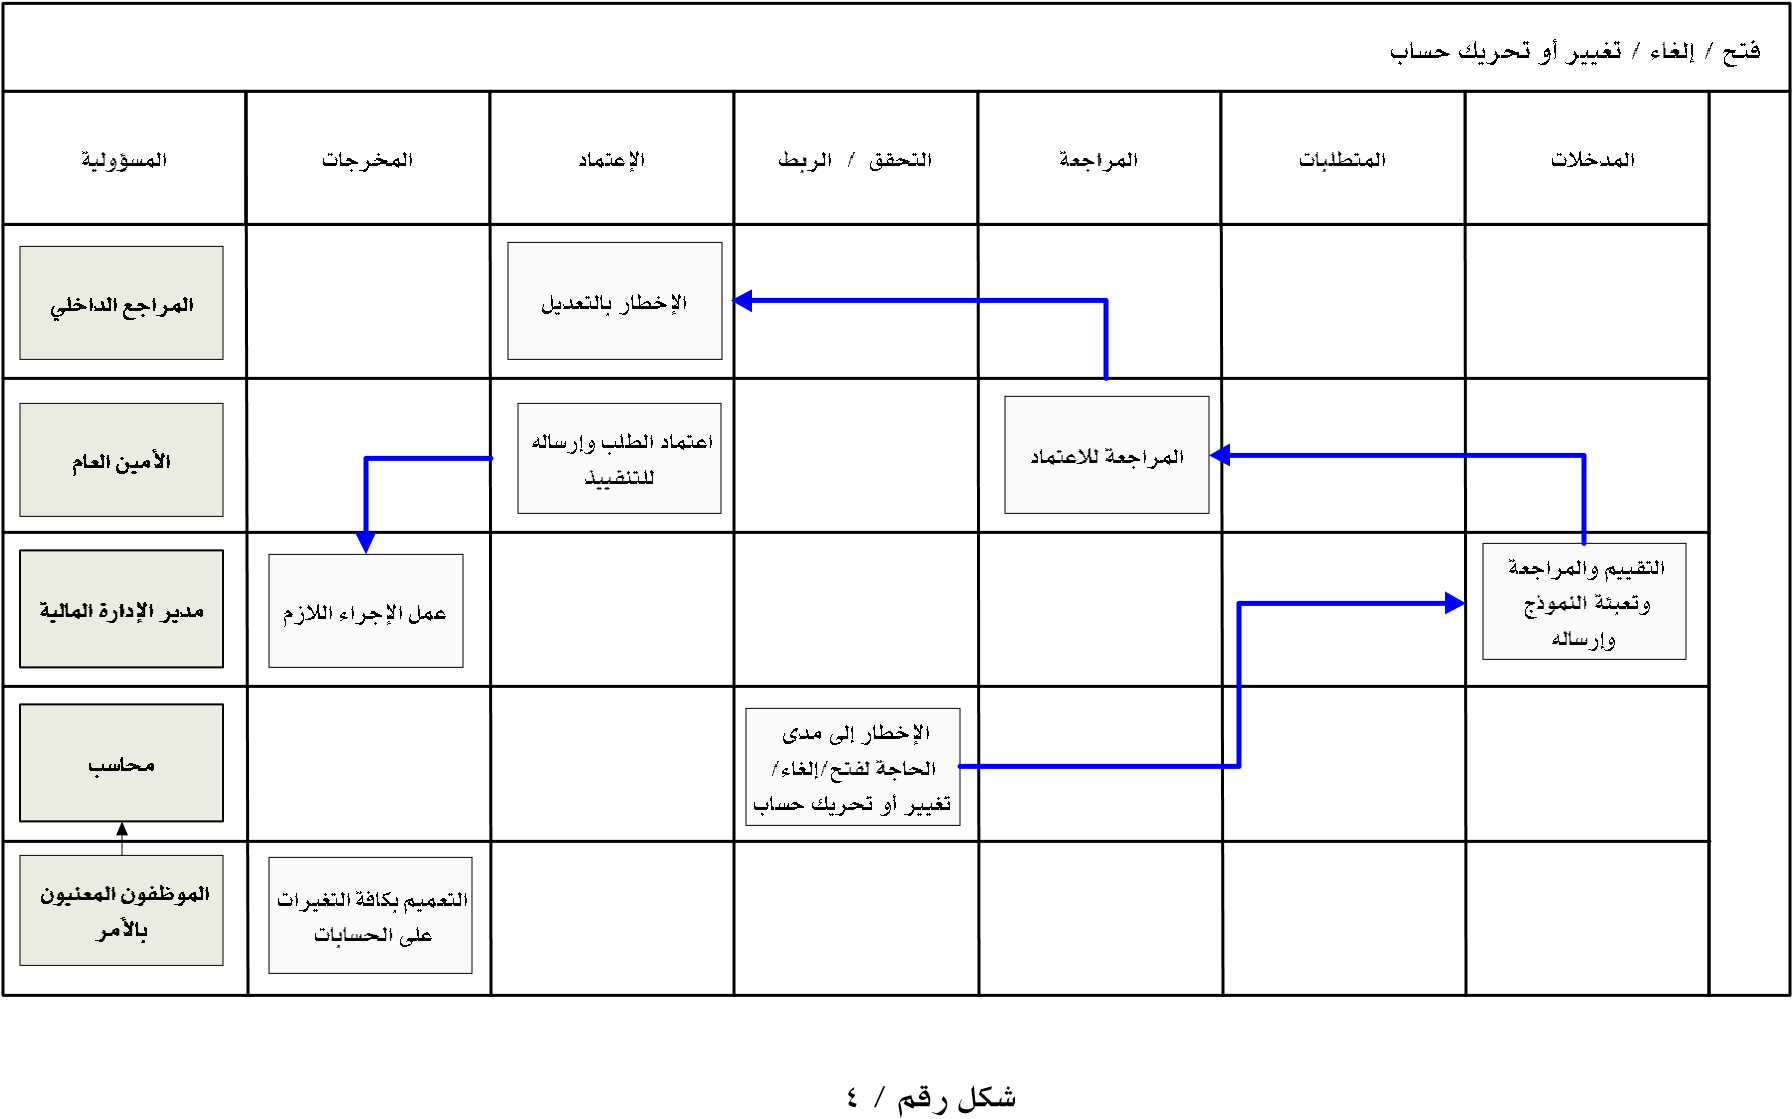 فتح / إلغاء / تغيير أو تحريك حساب
المدخلات
المتطلبات
المراجعة
التحقق / الربط
الإعتماد
المخرجات
المسؤولية
الإخطار بالتعديل
المراجع الداخلي
المراجعة للاعتماد
اعتماد الطلب وإرساله
للتنفييذ
الأمين العام
التقييم والمراجعة
وتعبئة النموذج
وإرساله
عمل الإجراء اللازم
مدير الإدارة المالية
الإخطار إلى مدى
الحاجة لفتح/إلغاء/
تغيير أو تحريك حساب
محاسب
التعميم بكافة التغيرات
على الحسابات
الموظفون المعنيون
بالأمر
شكل رقم / ٤